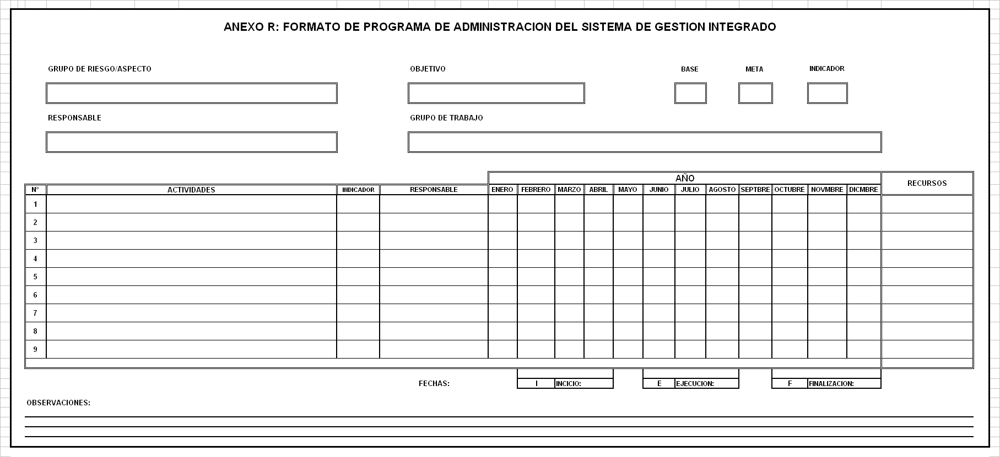 ANEXO R: FORMATO DE PROGRAMA DE ADMINISTRACION DEL SISTEMA DE GESTION INTEGRADO
GRUPO DE RIESGO/ASPECTO OBJETIVO BASE META INDICADOR
RESPONSABLE GRUPO DE TRABAJO
AÑO RECURSOS
N° ACTIVIDADES INDICADOR RESPONSABLE ENERO FEBRERO MARZO ABRIL MAYO JUNIO JULIO AGOSTO SEPTBRE OCTUBRE NOVMBRE DICMBRE
1
2
3
4
5
6
7
8
9
FECHAS: I INCICIO: E EJECUCION: F FINALIZACION:
OBSERVACIONES: